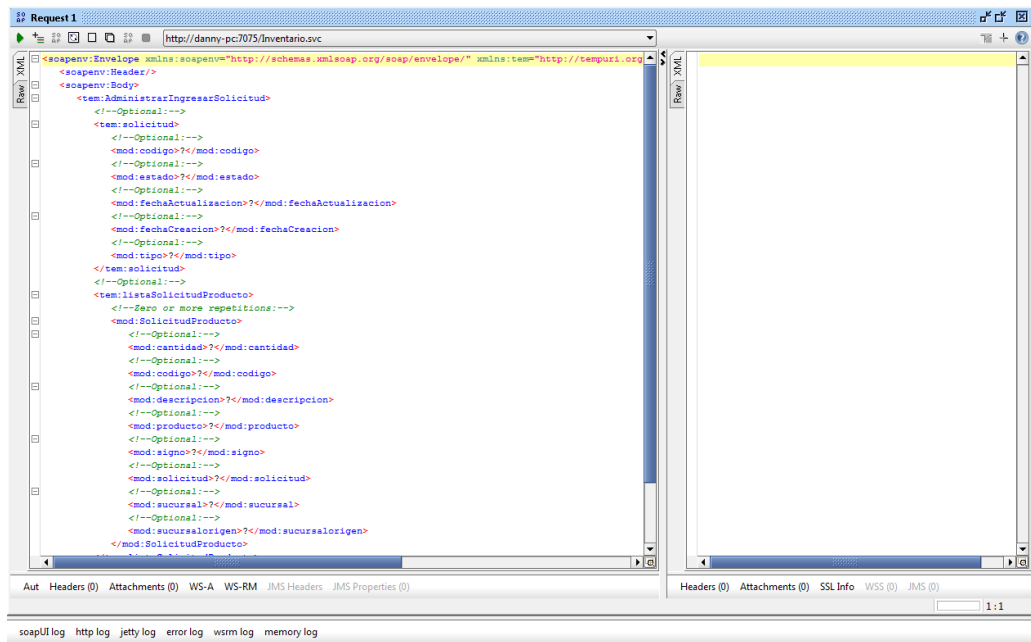 Request 1
http://danny-pc:7075/Inventario.svc
XML
Raw
<soapenv:Envelope xmlns:soapenv="http://schemas.xmlsoap.org/soap/envelope/" xmlns:tem="http://tempuri.org
<soapenv:Header/>
<soapenv:Body>
<tem:AdministrarIngresarSolicitud>
<!--Optional:-->
<tem:solicitud>
<!--Optional:-->
<mod:codigo>?</mod:codigo>
<!--Optional:-->
<mod:estado>?</mod:estado>
<!--Optional:-->
<mod:fechaActualizacion>?</mod:fechaActualizacion>
<!--Optional:-->
<mod:fechaCreacion>?</mod:fechaCreacion>
<!--Optional:-->
<mod:tipo>?</mod:tipo>
</tem:solicitud>
<!--Optional:-->
<tem:listaSolicitudProducto>
<!--Zero or more repetitions:-->
<mod:SolicitudProducto>
<!--Optional:-->
<mod:cantidad>?</mod:cantidad>
<!--Optional:-->
<mod:codigo>?</mod:codigo>
<!--Optional:-->
<mod:descripcion>?</mod:descripcion>
<!--Optional:-->
<mod:producto>?</mod:producto>
<!--Optional:-->
<mod:signo>?</mod:signo>
<!--Optional:-->
<mod:solicitud>?</mod:solicitud>
<!--Optional:-->
<mod:sucursal>?</mod:sucursal>
<!--Optional:-->
<mod:sucursalorigen>?</mod:sucursalorigen>
</mod:SolicitudProducto>
XML
Raw
Aut Headers (0) Attachments (0) WS-A WS-RM JMS Headers JMS Properties (0)
Headers (0) Attachments (0) SSL Info WSS (0) JMS (0)
1 : 1
soapUI log http log jetty log error log wsrm log memory log